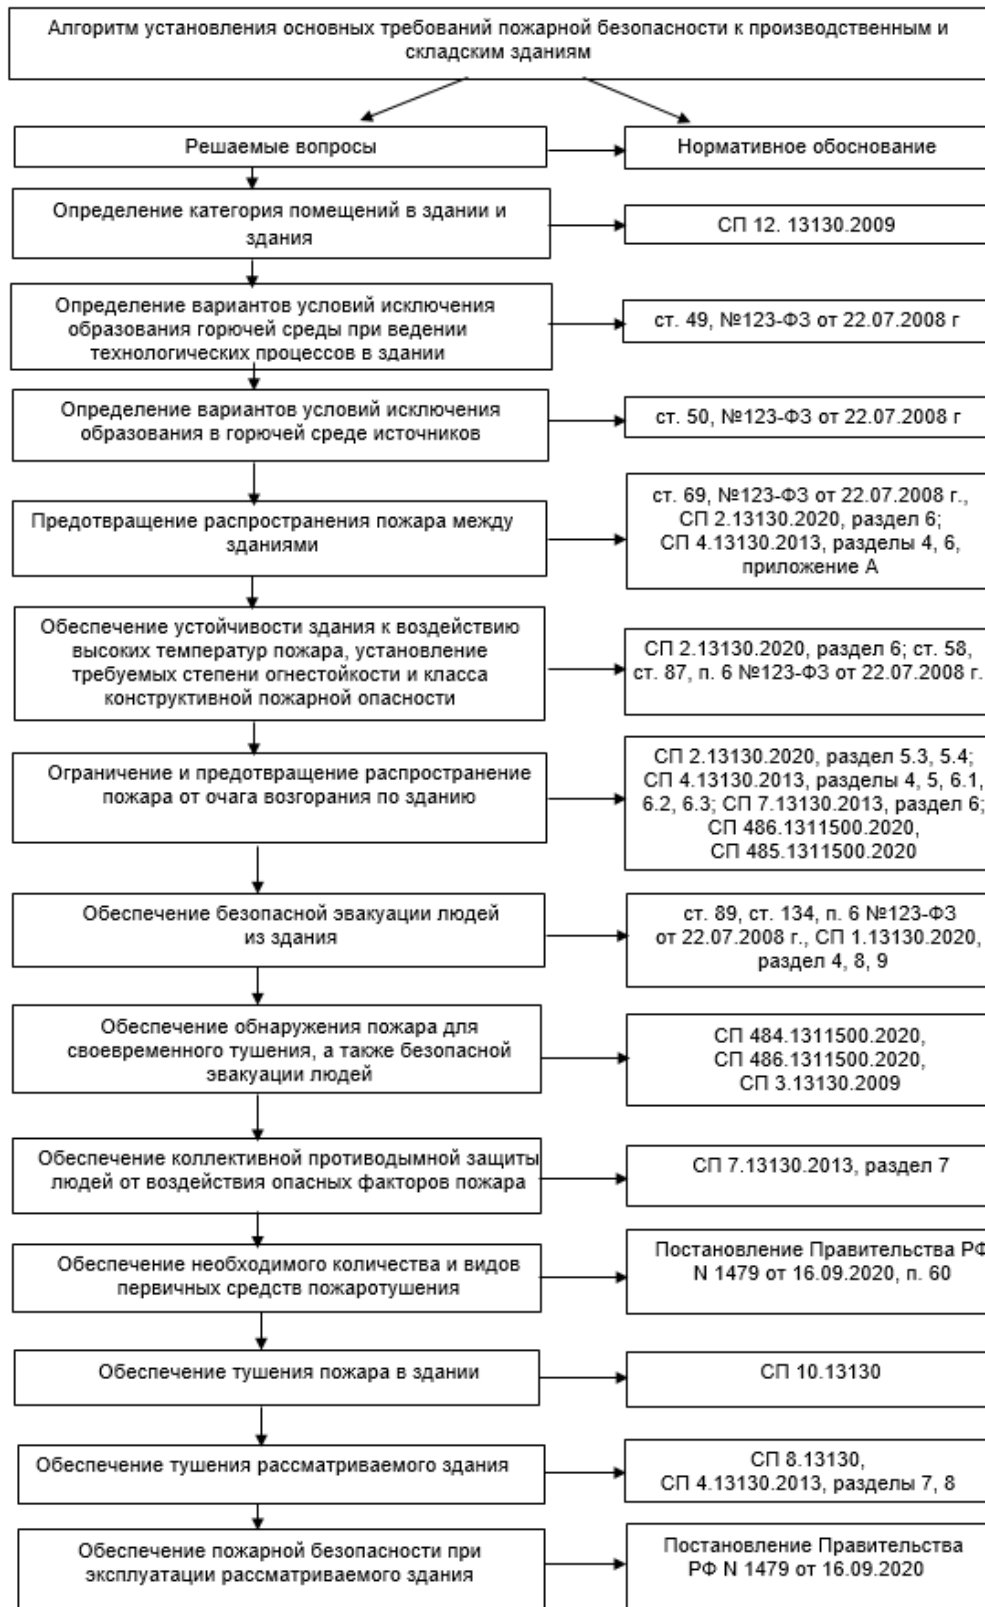 Алгоритм установления основных требований пожарной безопасности к производственным и
складским зданиям
Решаемые вопросы
Нормативное обоснование
Определение категория помещений в здании и
здания
СП 12. 13130.2009
Определение вариантов условий исключения
образования горючей среды при ведении
технологических процессов в здании
ст. 49, №123-ФЗ от 22.07.2008 г
Определение вариантов условий исключения
образования в горючей среде источников
ст. 50, №123-ФЗ от 22.07.2008 г
Предотвращение распространения пожара между
зданиями
ст. 69, №123-ФЗ от 22.07.2008 г.,
СП 2.13130.2020, раздел 6;
СП 4.13130.2013, разделы 4, 6,
приложение А
Обеспечение устойчивости здания к воздействию
высоких температур пожара, установление
требуемых степени огнестойкости и класса
конструктивной пожарной опасности
СП 2.13130.2020, раздел 6; ст. 58,
ст. 87, п. 6 №123-ФЗ от 22.07.2008 г.
Ограничение и предотвращение распространение
пожара от очага возгорания по зданию
СП 2.13130.2020, раздел 5.3, 5.4;
СП 4.13130.2013, разделы 4, 5, 6.1,
6.2, 6.3; СП 7.13130.2013, раздел 6;
СП 486.1311500.2020,
СП 485.1311500.2020
Обеспечение безопасной эвакуации людей
из здания
ст. 89, ст. 134, п. 6 №123-ФЗ
от 22.07.2008 г., СП 1.13130.2020,
раздел 4, 8, 9
Обеспечение обнаружения пожара для
своевременного тушения, а также безопасной
эвакуации людей
СП 484.1311500.2020,
СП 486.1311500.2020,
СП 3.13130.2009
Обеспечение коллективной противодымной защиты
людей от воздействия опасных факторов пожара
СП 7.13130.2013, раздел 7
Обеспечение необходимого количества и видов
первичных средств пожаротушения
Постановление Правительства РФ
N 1479 от 16.09.2020, п. 60
Обеспечение тушения пожара в здании
СП 10.13130
Обеспечение тушения рассматриваемого здания
СП 8.13130,
СП 4.13130.2013, разделы 7, 8
Обеспечение пожарной безопасности при
эксплуатации рассматриваемого здания
Постановление Правительства
РФ N 1479 от 16.09.2020